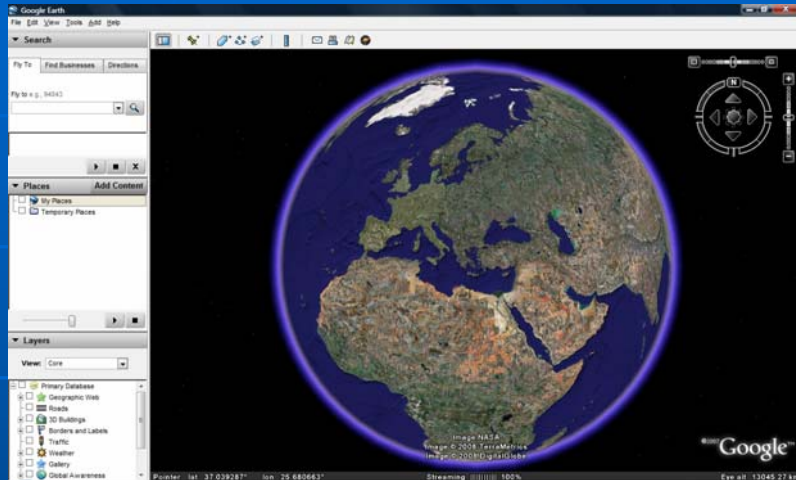 Google Earth
File Edit View Tools Add Help
Search
Fly To Find Businesses Directions
Fly to e.g., 94043
Places Add Content
My Places
Temporary Places
Layers
View: Core
Primary Database
Geographic Web
Roads
3D Buildings
Borders and Labels
Traffic
Weather
Gallery
Global Awareness
N
Image NASA
Image © 2008 TerraMetrics
Image © 2008 DigitalGlobe
Google
Pointer lat 37.039287° lon 25.680663° Streaming 100% Eye alt 13045.27 km